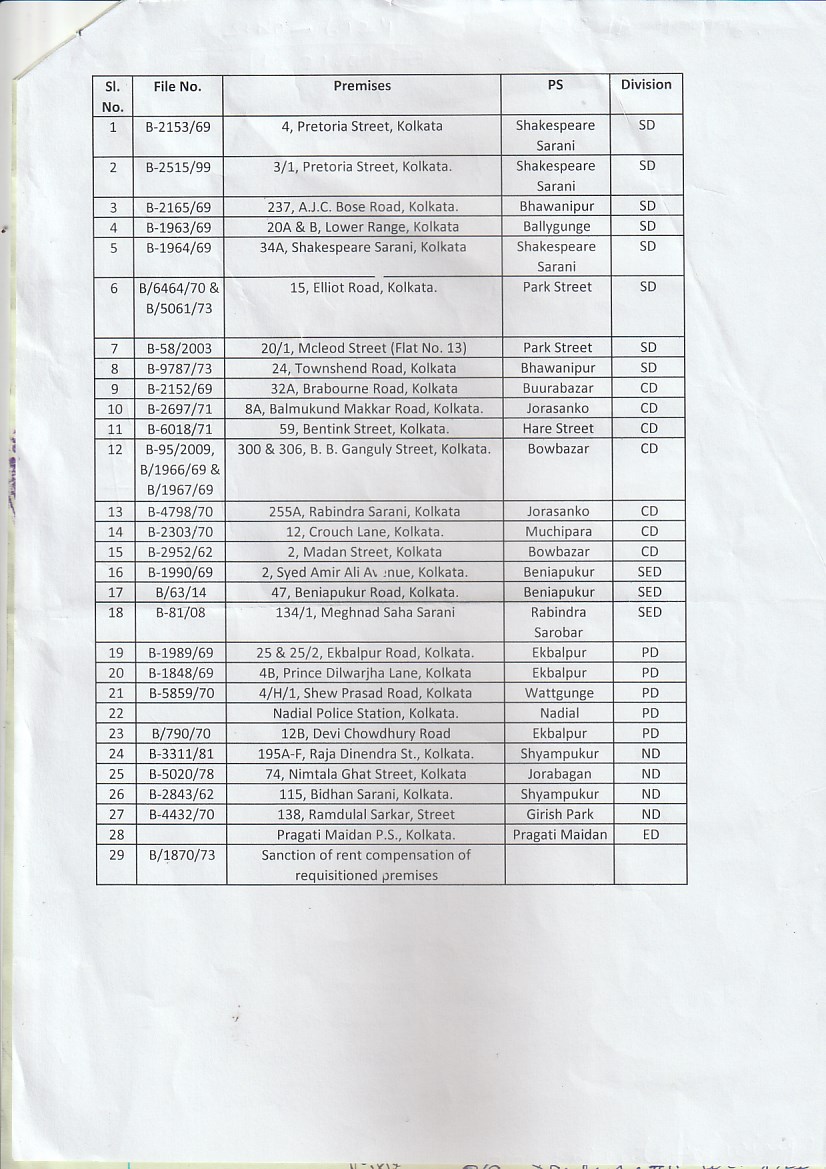 Sl. No. File No. Premises PS Division
1 B-2153/69 4, Pretoria Street, Kolkata Shakespeare Sarani SD
2 B-2515/99 3/1, Pretoria Street, Kolkata. Shakespeare Sarani SD
3 B-2165/69 237, A.J.C. Bose Road, Kolkata. Bhawanipur SD
4 B-1963/69 20A & B, Lower Range, Kolkata Ballygunge SD
5 B-1964/69 34A, Shakespeare Sarani, Kolkata Shakespeare Sarani SD
6 B/6464/70 & B/5061/73 15, Elliot Road, Kolkata. Park Street SD
7 B-58/2003 20/1, Mcleod Street (Flat No. 13) Park Street SD
8 B-9787/73 24, Townshend Road, Kolkata Bhawanipur SD
9 B-2152/69 32A, Brabourne Road, Kolkata Buurabazar CD
10 B-2697/71 8A, Balmukund Makkar Road, Kolkata. Jorasanko CD
11 B-6018/71 59, Bentink Street, Kolkata. Hare Street CD
12 B-95/2009, B/1966/69 & B/1967/69 300 & 306, B. B. Ganguly Street, Kolkata. Bowbazar CD
13 B-4798/70 255A, Rabindra Sarani, Kolkata Jorasanko CD
14 B-2303/70 12, Crouch Lane, Kolkata. Muchipara CD
15 B-2952/62 2, Madan Street, Kolkata Bowbazar CD
16 B-1990/69 2, Syed Amir Ali Avenue, Kolkata. Beniapukur SED
17 B/63/14 47, Beniapukur Road, Kolkata. Beniapukur SED
18 B-81/08 134/1, Meghnad Saha Sarani Rabindra Sarobar SED
19 B-1989/69 25 & 25/2, Ekbalpur Road, Kolkata. Ekbalpur PD
20 B-1848/69 4B, Prince Dilwarjha Lane, Kolkata Ekbalpur PD
21 B-5859/70 4/H/1, Shew Prasad Road, Kolkata Wattgunge PD
22 Nadial Police Station, Kolkata. Nadial PD
23 B/790/70 12B, Devi Chowdhury Road Ekbalpur PD
24 B-3311/81 195A-F, Raja Dinendra St., Kolkata. Shyampukur ND
25 B-5020/78 74, Nimtala Ghat Street, Kolkata Jorabagan ND
26 B-2843/62 115, Bidhan Sarani, Kolkata. Shyampukur ND
27 B-4432/70 138, Ramdulal Sarkar, Street Girish Park ND
28 Pragati Maidan P.S., Kolkata. Pragati Maidan ED
29 B/1870/73 Sanction of rent compensation of requisitioned premises